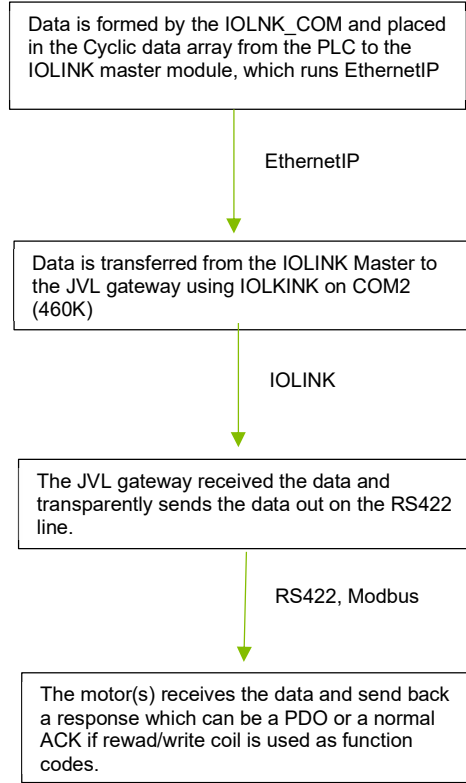 Data is formed by the IOLNK_COM and placed
in the Cyclic data array from the PLC to the
IOLINK master module, which runs EthernetIP
EthernetIP
Data is transferred from the IOLINK Master to
the JVL gateway using IOLKINK on COM2
(460K)
IOLINK
The JVL gateway received the data and
transparently sends the data out on the RS422
line.
RS422, Modbus
The motor(s) receives the data and send back
a response which can be a PDO or a normal
ACK if rewad/write coil is used as function
codes.